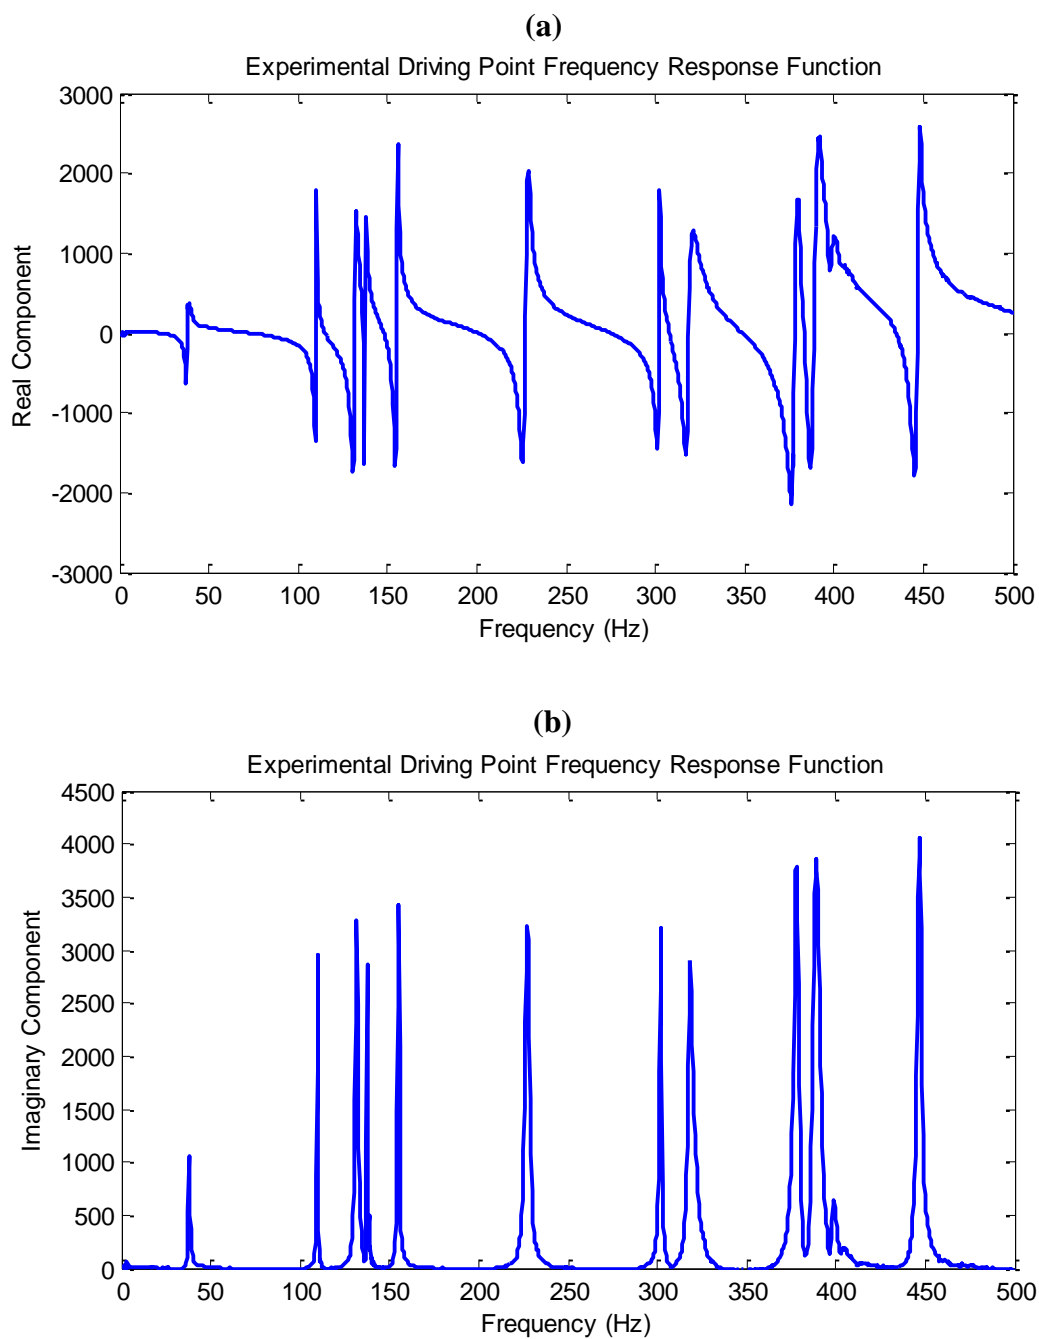 (a)
Experimental Driving Point Frequency Response Function
3000
2000
1000
0
-1000
-2000
-3000
Real Component
0 50 100 150 200 250 300 350 400 450 500
Frequency (Hz)
(b)
Experimental Driving Point Frequency Response Function
4500
4000
3500
3000
2500
2000
1500
1000
500
0
Imaginary Component
0 50 100 150 200 250 300 350 400 450 500
Frequency (Hz)